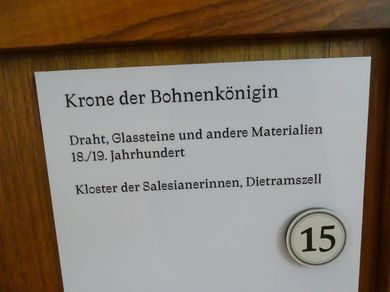 Krone der Bohnenkönigin
Draht, Glassteine und andere Materialien
18./19. Jahrhundert
Kloster der Salesianerinnen, Dietramszell
15